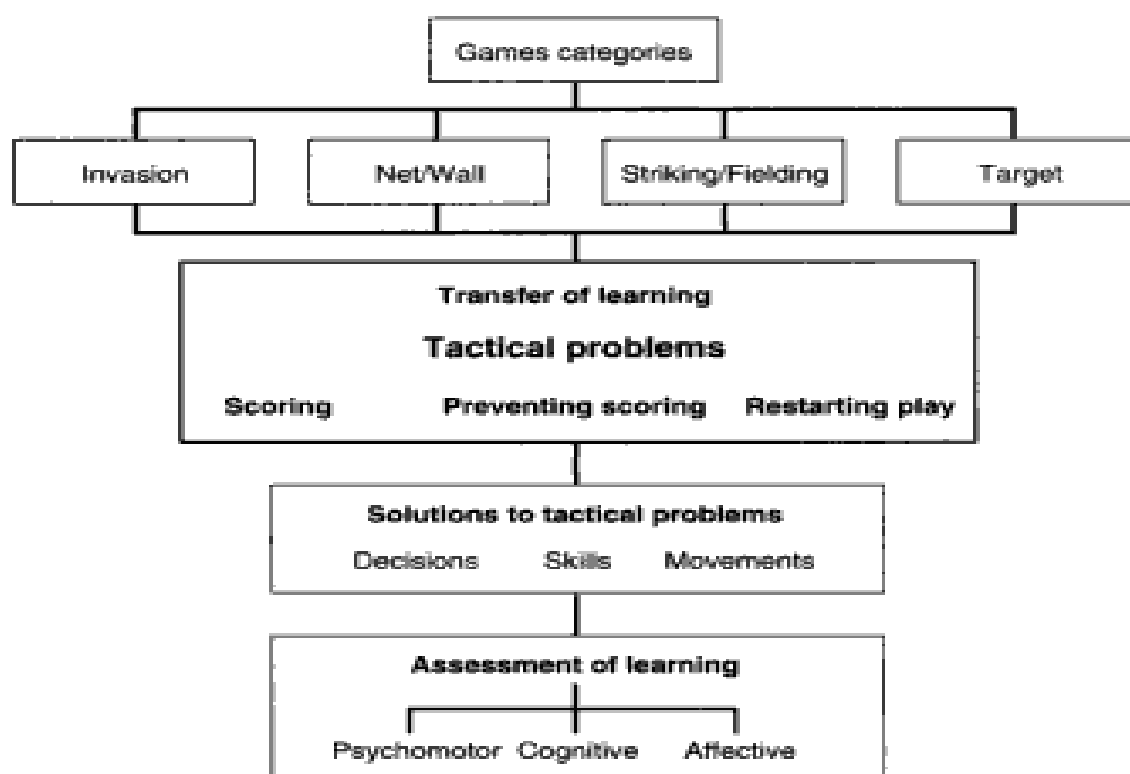 Games categories
Invasion Net/Wall Striking/Fielding Target
Transfer of learning
Tactical problems
Scoring Preventing scoring Restarting play
Solutions to tactical problems
Decisions Skills Movements
Assessment of learning
Psychomotor Cognitive Affective